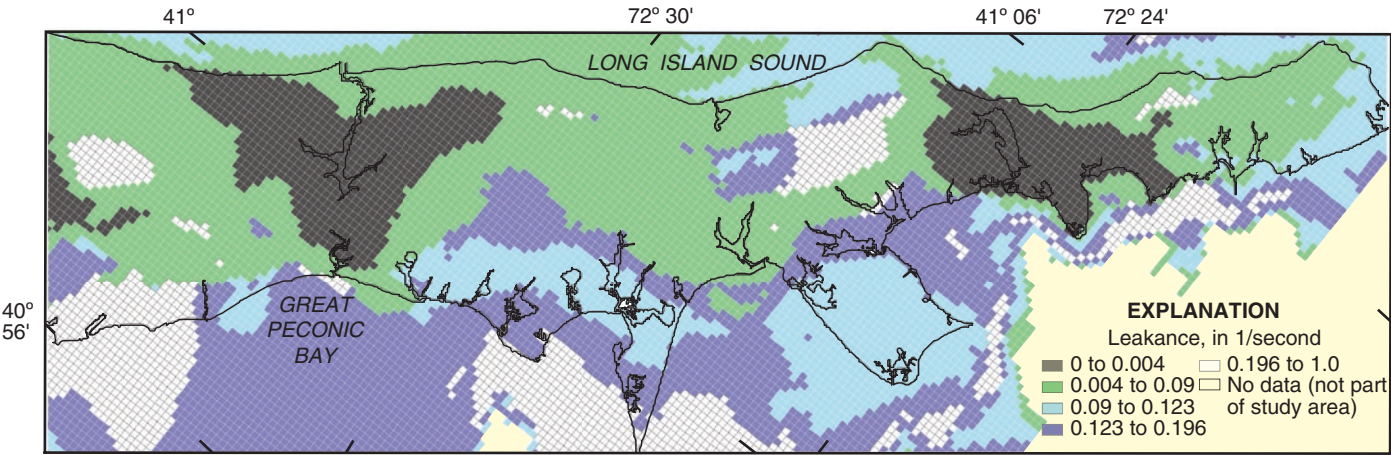 41° 72° 30' 41° 06' 72° 24'
LONG ISLAND SOUND
GREAT
PECONIC
BAY
40°
56'
EXPLANATION
Leakance, in 1/second
0 to 0.004
0.004 to 0.09
0.09 to 0.123
0.123 to 0.196
0.196 to 1.0
No data (not part
of study area)